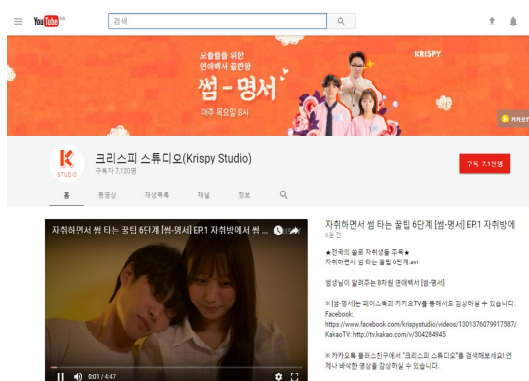 YouTube KR
검색
모쏠들을 위한
연애백서 끝판왕
썸-명서
매주 목요일 8시
KRISPY
카카오T
K
STUDIO
크리스피 스튜디오(Krispy Studio)
구독자 7,120명
구독 7.1천명
홈 동영상 재생목록 채널 정보
자취하면서 썸 타는 꿀팁 6단계 [썸-명서] EP.1 자취방에서 썸 ...
0:01 / 4:47
자취하면서 썸 타는 꿀팁 6단계 [썸-명서] EP.1 자취방에
★전국의 쏠로 자취생들 주목★
자취하면서 썸 타는 꿀팁 6단계.avi
썸생님이 알려주는 8차원 연애백서 [썸-명서]
※[썸-명서]는 페이스북과 카카오TV를 통해서도 감상하실 수 있습니다.
Facebook:
https://www.facebook.com/krispystudio/videos/1301376079917587/
KakaoTV: http://tv.kakao.com/v/304284945
※카카오톡 플러스친구에서 "크리스피 스튜디오"를 검색해보세요! 언
제나 바삭한 영상을 감상하실 수 있습니다.